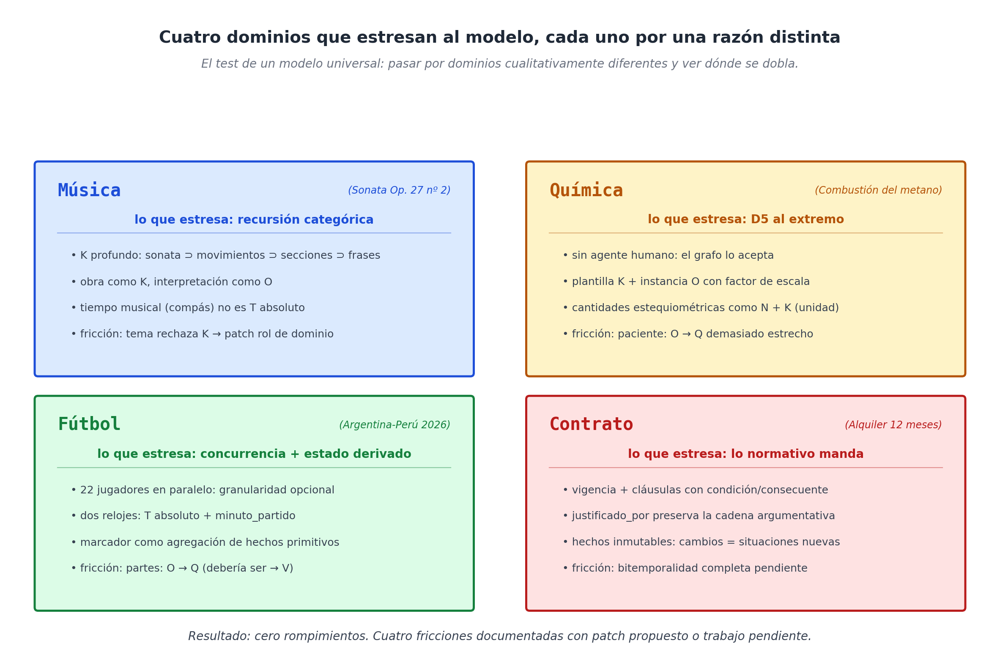 Cuatro dominios que estresan al modelo, cada uno por una razón distinta
El test de un modelo universal: pasar por dominios cualitativamente diferentes y ver dónde se dobla.
Música
(Sonata Op. 27 nº 2)
lo que estresa: recursión categórica
• K profundo: sonata ⊃ movimientos ⊃ secciones ⊃ frases
• obra como K, interpretación como O
• tiempo musical (compás) no es T absoluto
• fricción: tema rechaza K → patch rol de dominio
Química
(Combustión del metano)
lo que estresa: D5 al extremo
• sin agente humano: el grafo lo acepta
• plantilla K + instancia O con factor de escala
• cantidades estequiométricas como N + K (unidad)
• fricción: paciente: O → Q demasiado estrecho
Fútbol
(Argentina-Perú 2026)
lo que estresa: concurrencia + estado derivado
• 22 jugadores en paralelo: granularidad opcional
• dos relojes: T absoluto + minuto_partido
• marcador como agregación de hechos primitivos
• fricción: partes: O → Q (debería ser → V)
Contrato
(Alquiler 12 meses)
lo que estresa: lo normativo manda
• vigencia + cláusulas con condición/consecuente
• justificado_por preserva la cadena argumentativa
• hechos inmutables: cambios = situaciones nuevas
• fricción: bitemporalidad completa pendiente
Resultado: cero rompimientos. Cuatro fricciones documentadas con patch propuesto o trabajo pendiente.